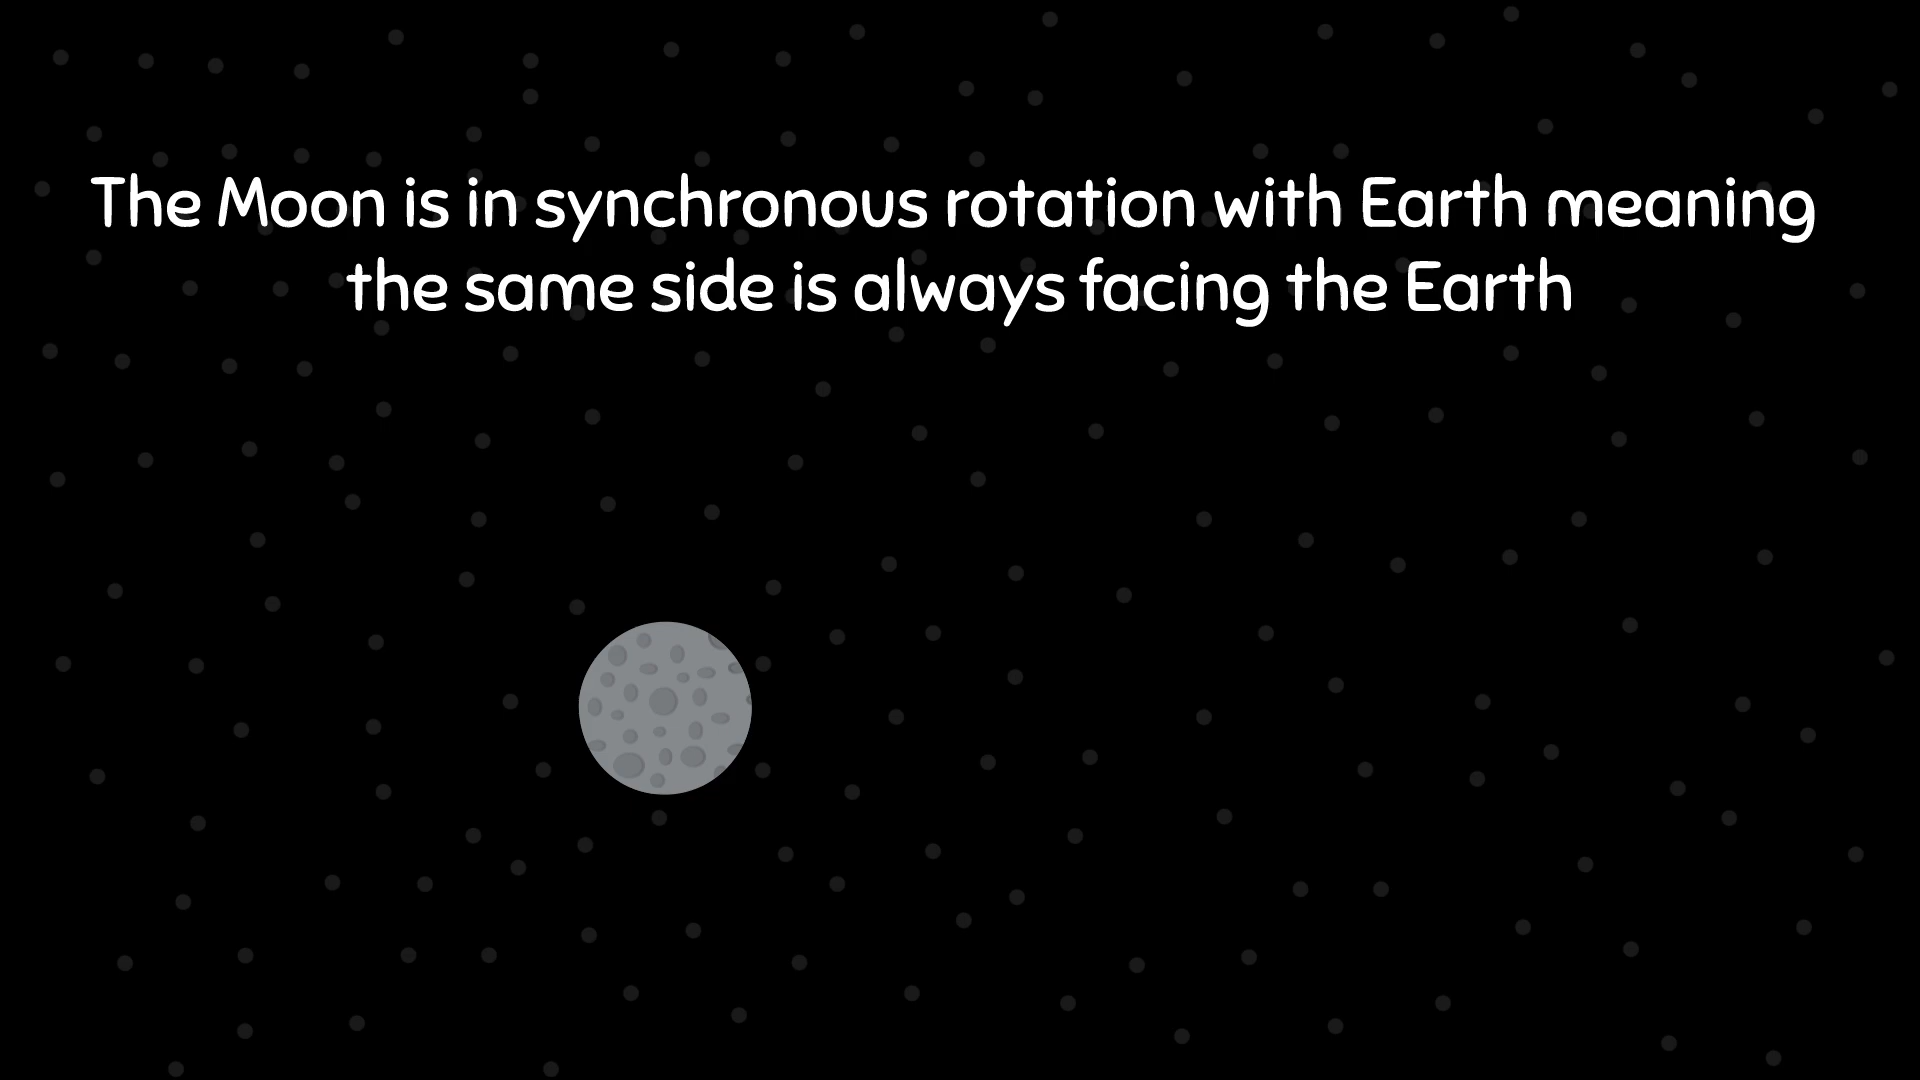 The Moon is in synchronous rotation with Earth meaning
the same side is always facing the Earth